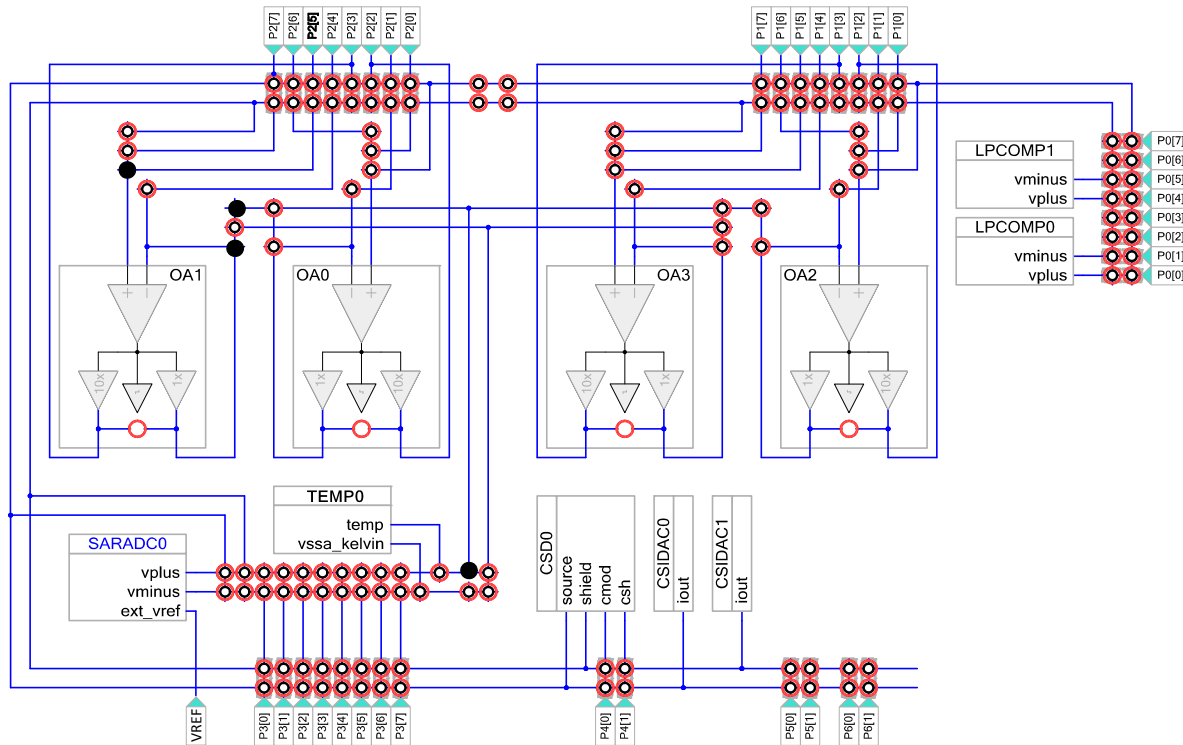 P2[7] P2[6] P2[5] P2[4] P2[3] P2[2] P2[1] P2[0]
P1[7] P1[6] P1[5] P1[4] P1[3] P1[2] P1[1] P1[0]
LPCOMP1
vminus
vplus
LPCOMP0
vminus
vplus
P0[7]
P0[6]
P0[5]
P0[4]
P0[3]
P0[2]
P0[1]
P0[0]
OA1
+ −
10x
1x
OA0
− +
1x
10x
OA3
+ −
10x
1x
OA2
− +
1x
10x
TEMP0
temp
vssa_kelvin
SARADC0
vplus
vminus
ext_vref
CSD0
source
shield
cmod
csh
CSIDAC0
iout
CSIDAC1
iout
VREF
P3[0] P3[1] P3[2] P3[3] P3[4] P3[5] P3[6] P3[7]
P4[0] P4[1]
P5[0] P5[1]
P6[0] P6[1]